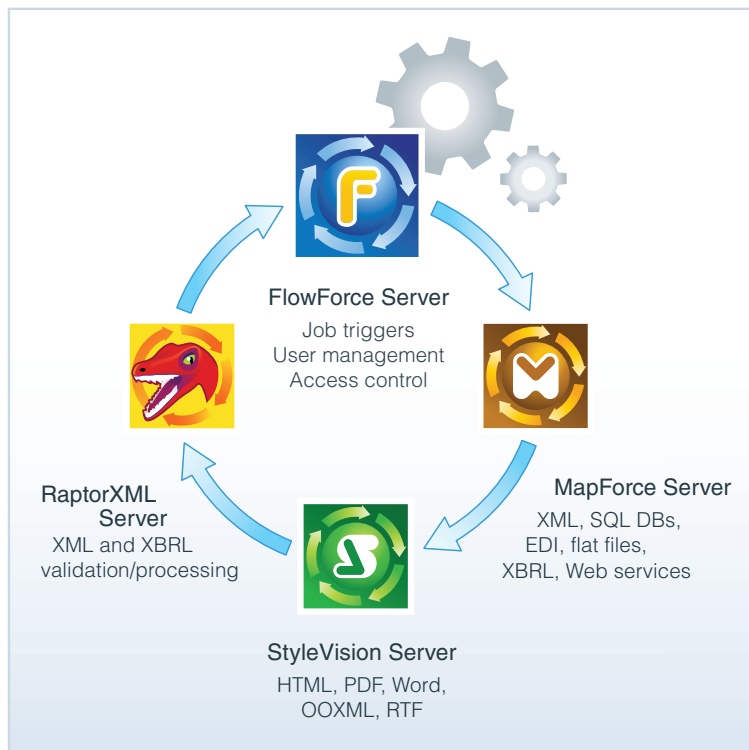 F
FlowForce Server
Job triggers
User management
Access control
M
MapForce Server
XML, SQL DBs,
EDI, flat files,
XBRL, Web services
S
StyleVision Server
HTML, PDF, Word,
OOXML, RTF
RaptorXML
Server
XML and XBRL
validation/processing